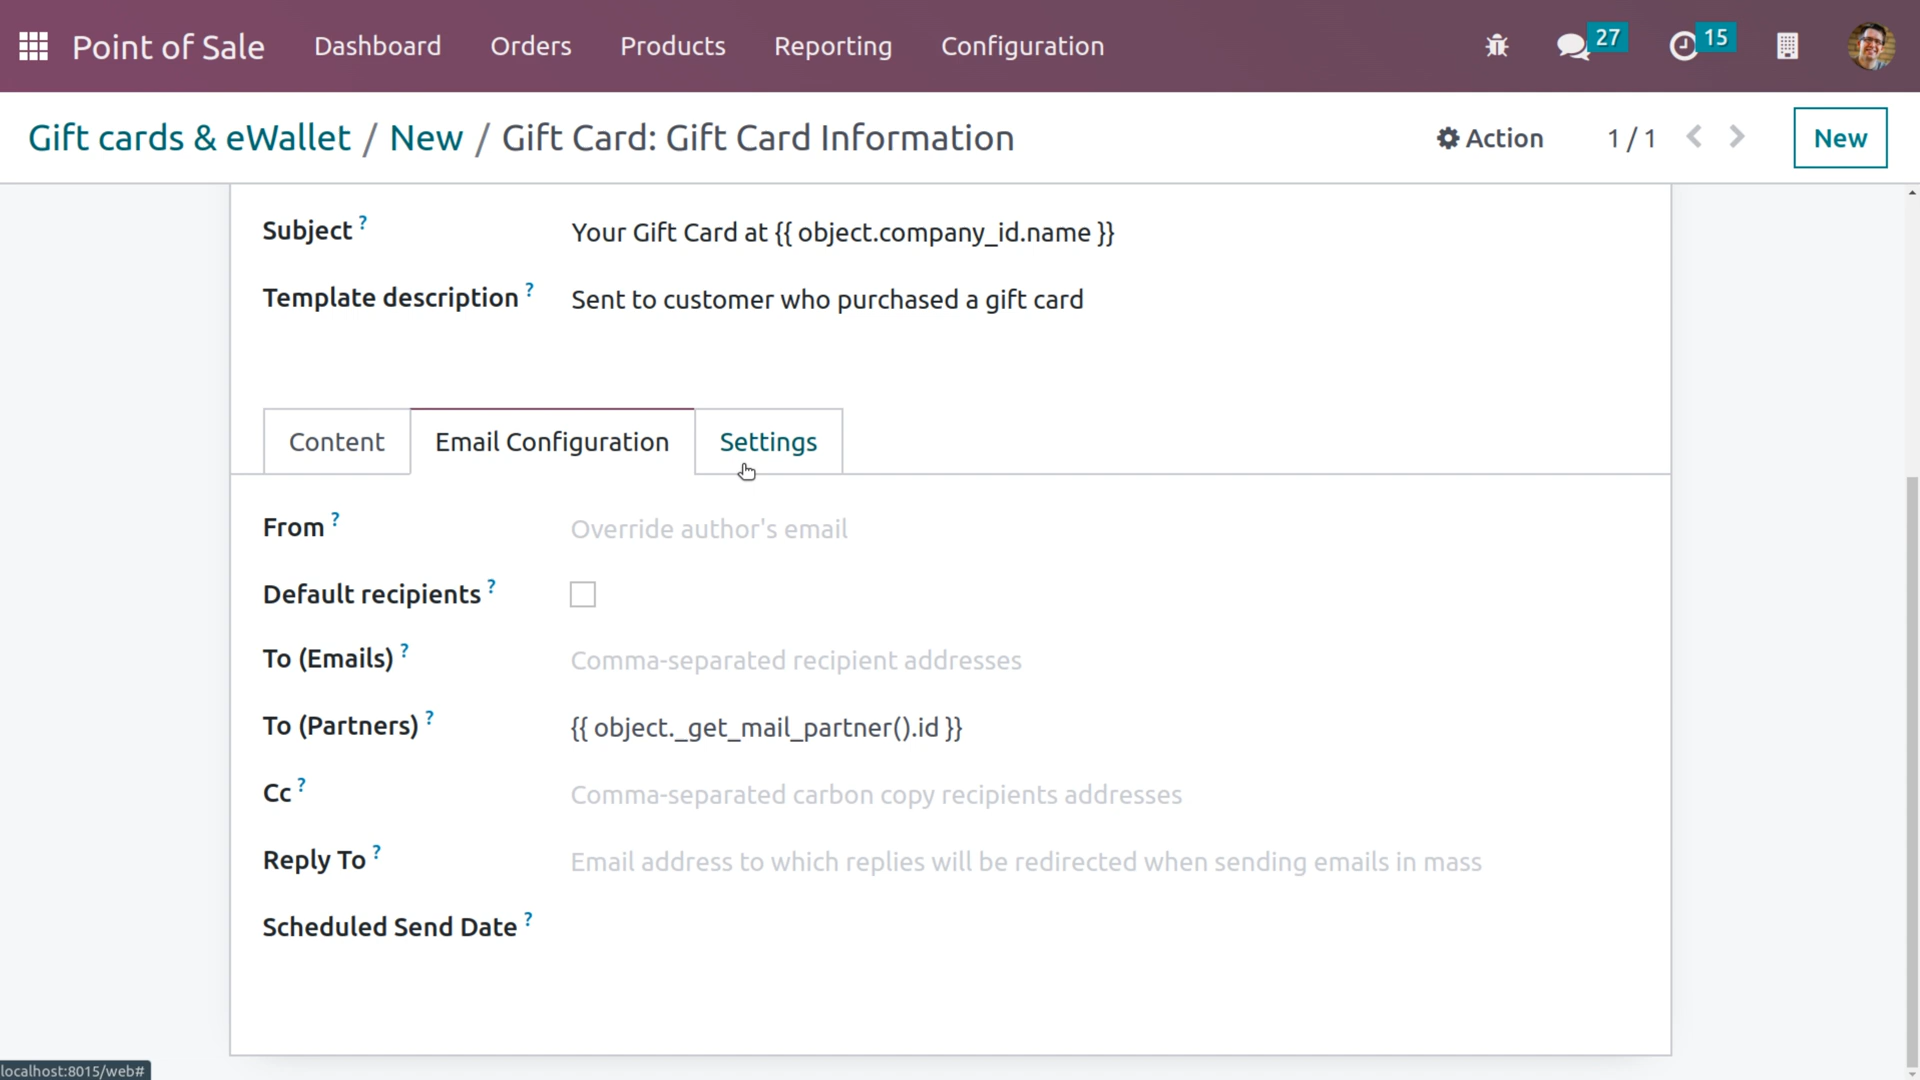 Point of Sale Dashboard Orders Products Reporting Configuration 27 15
Gift cards & eWallet / New / Gift Card: Gift Card Information Action 1 / 1 New
Subject ? Your Gift Card at {{ object.company_id.name }}
Template description ? Sent to customer who purchased a gift card
Content Email Configuration Settings
From ? Override author's email
Default recipients ?
To (Emails) ? Comma-separated recipient addresses
To (Partners) ? {{ object._get_mail_partner().id }}
Cc ? Comma-separated carbon copy recipients addresses
Reply To ? Email address to which replies will be redirected when sending emails in mass
Scheduled Send Date ?
localhost:8015/web#